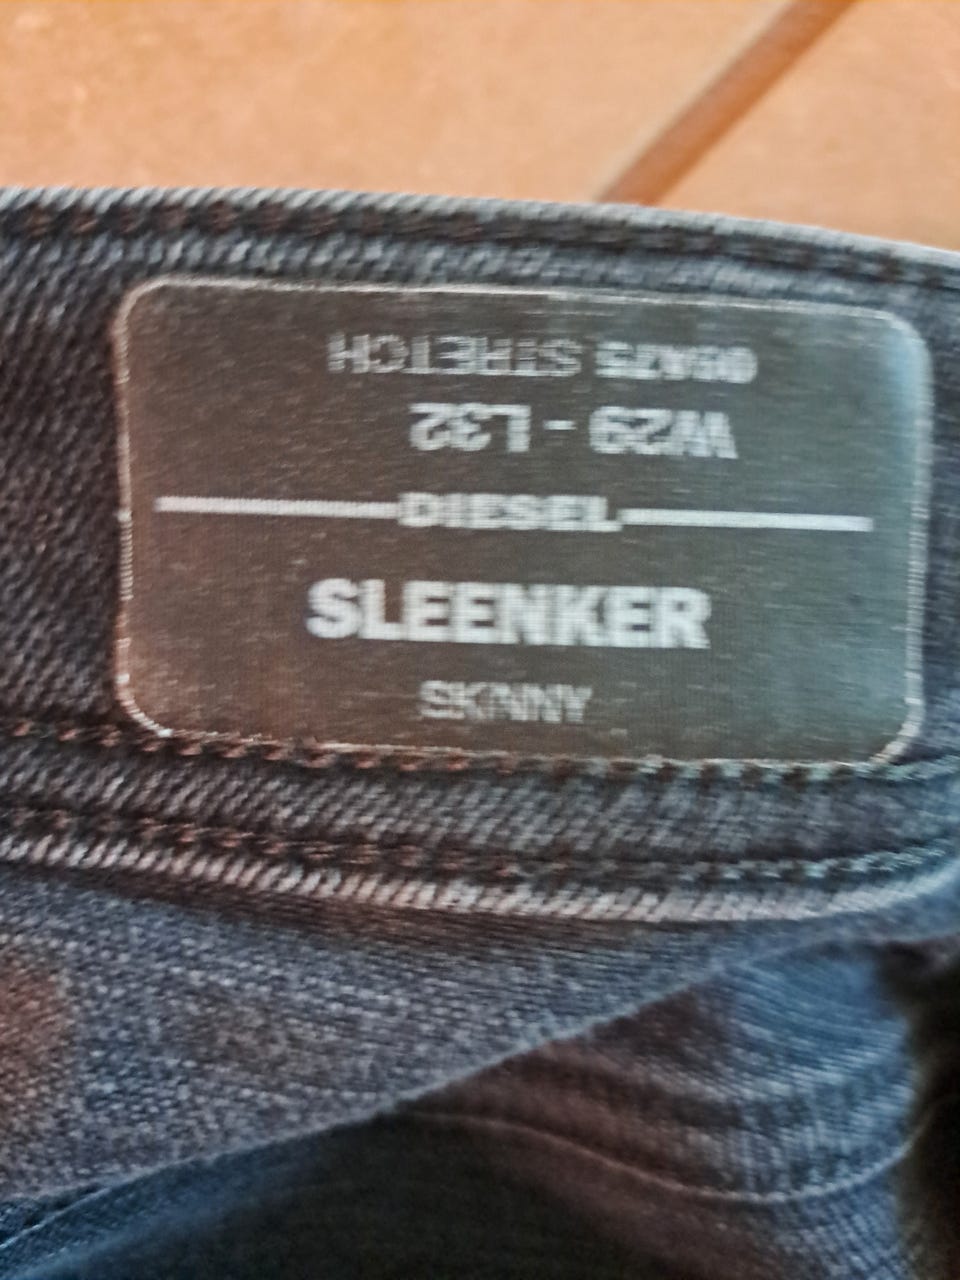 STRETCH
W29 - L32
DIESEL
SLEENKER
SKINNY